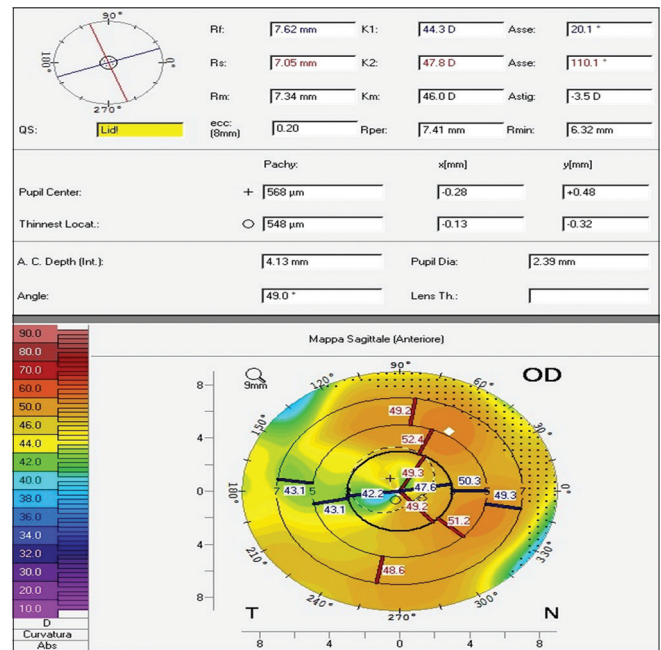 90°
180°
0°
270°
Rf: 7.62 mm K1: 44.3 D Asse: 20.1 °
Rs: 7.05 mm K2: 47.8 D Asse: 110.1 °
Rm: 7.34 mm Km: 46.0 D Astig: -3.5 D
QS: Lid! ecc: (8mm) 0.20 Rper: 7.41 mm Rmin: 6.32 mm
Pachy: x[mm] y[mm]
Pupil Center: + 568 µm -0.28 +0.48
Thinnest Locat.: O 548 µm -0.13 -0.32
A. C. Depth (Int.): 4.13 mm Pupil Dia: 2.39 mm
Angle: 49.0 ° Lens Th.:
Mappa Sagittale (Anteriore)
90.0
80.0
70.0
60.0
50.0
46.0
44.0
42.0
40.0
38.0
36.0
34.0
32.0
30.0
20.0
10.0
D
Curvatura
Abs
9mm
OD
90°
120° 60°
150° 30°
180° 0°
210° 330°
240° 300°
270°
8
4
0
4
8
49.2
52.4
49.3
50.3
47.6
42.2
43.1
43.1
49.3
49.2
51.2
48.6
7 5 5 7
T N
8 4 0 4 8